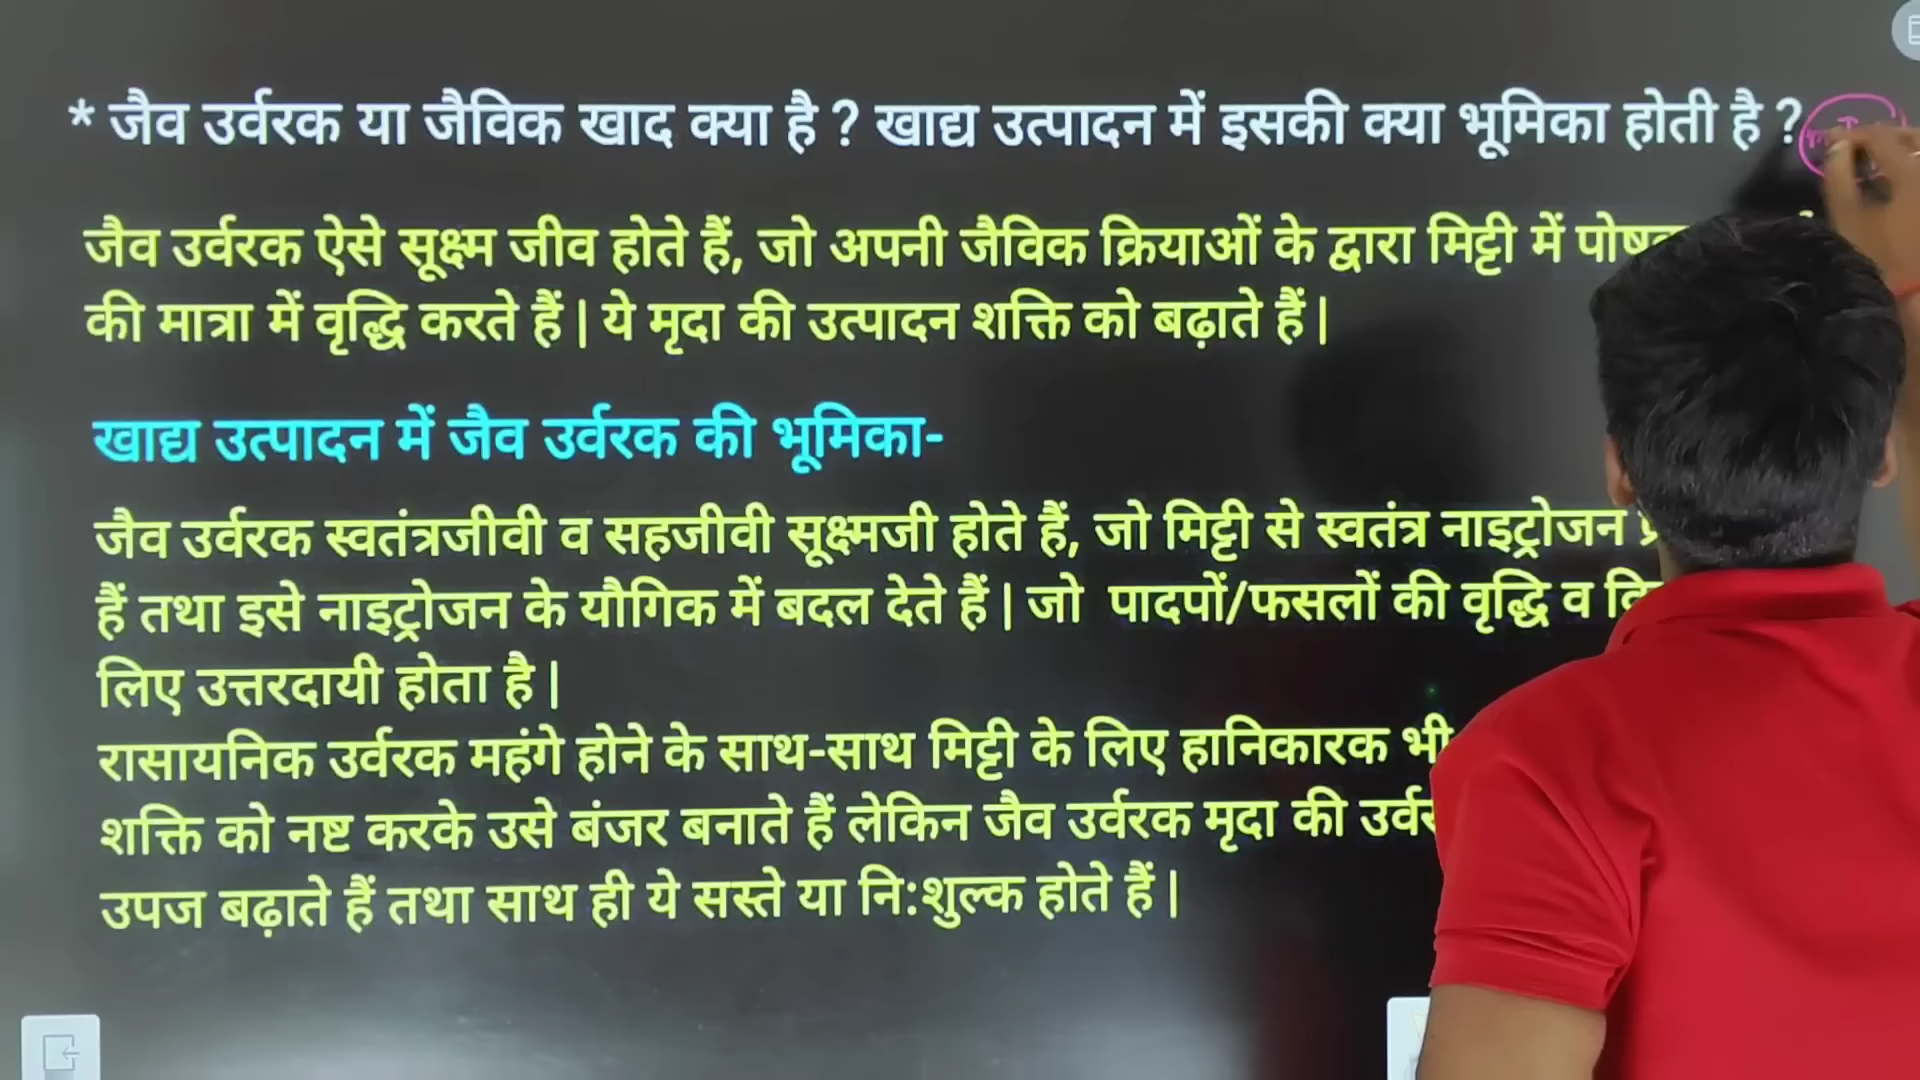 * जैव उर्वरक या जैविक खाद क्या है ? खाद्य उत्पादन में इसकी क्या भूमिका होती है ?
जैव उर्वरक ऐसे सूक्ष्म जीव होते हैं, जो अपनी जैविक क्रियाओं के द्वारा मिट्टी में
की मात्रा में वृद्धि करते हैं | ये मृदा की उत्पादन शक्ति को बढ़ाते हैं |
खाद्य उत्पादन में जैव उर्वरक की भूमिका-
जैव उर्वरक स्वतंत्रजीवी व सहजीवी सूक्ष्मजी होते हैं, जो मिट्टी से स्वतंत्र नाइट्रोजन
हैं तथा इसे नाइट्रोजन के यौगिक में बदल देते हैं | जो पादपों/फसलों की वृद्धि व
लिए उत्तरदायी होता है |
रासायनिक उर्वरक महंगे होने के साथ-साथ मिट्टी के लिए हानिकारक भी
शक्ति को नष्ट करके उसे बंजर बनाते हैं लेकिन जैव उर्वरक मृदा की
उपज बढ़ाते हैं तथा साथ ही ये सस्ते या नि:शुल्क होते हैं |